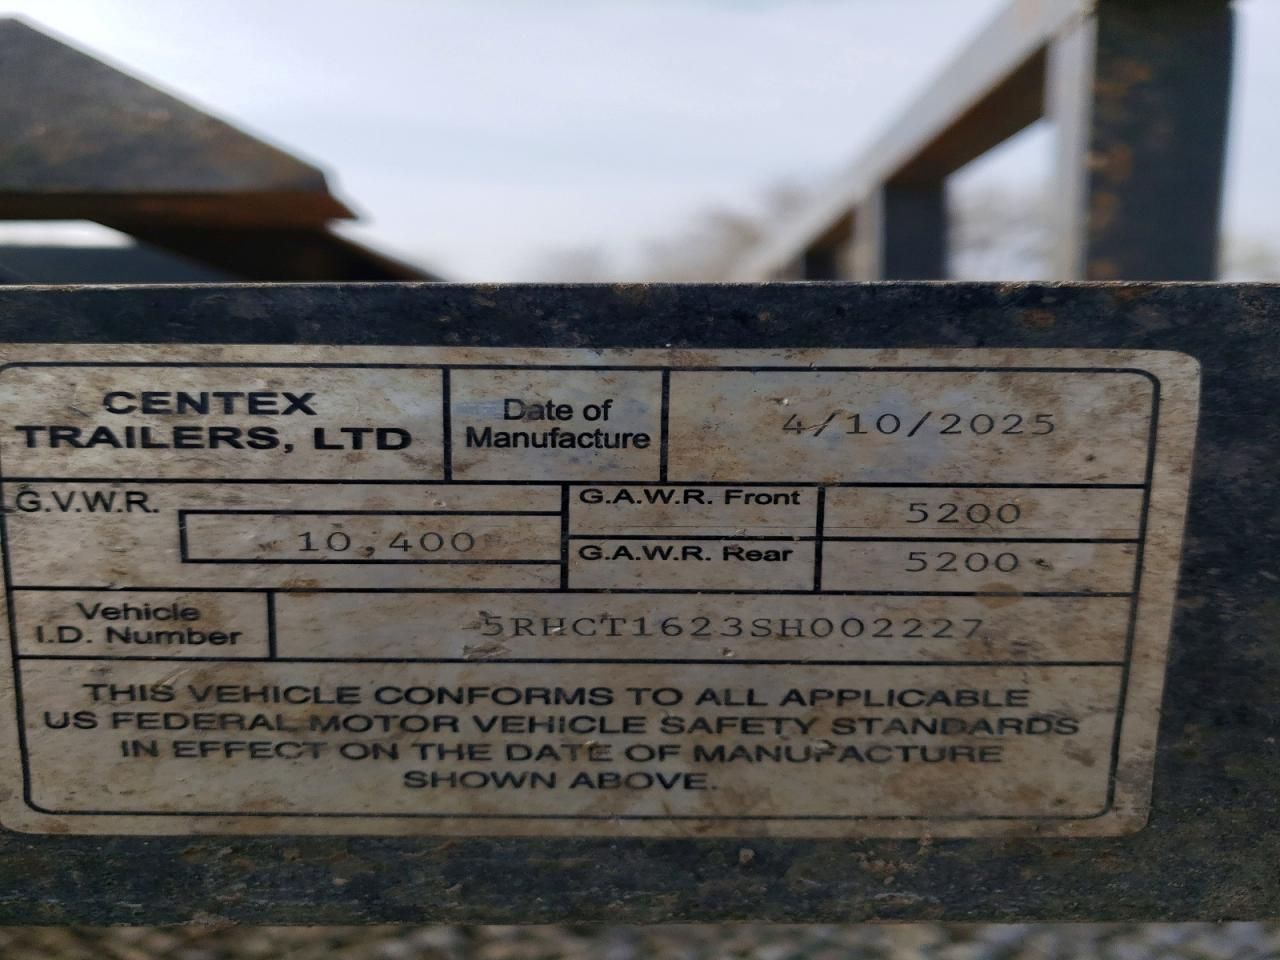 CENTEX
TRAILERS, LTD
Date of
Manufacture
4/10/2025
G.V.W.R.
10,400
G.A.W.R. Front
5200
G.A.W.R. Rear
5200
Vehicle
I.D. Number
5RHCT1623SH002227
THIS VEHICLE CONFORMS TO ALL APPLICABLE
US FEDERAL MOTOR VEHICLE SAFETY STANDARDS
IN EFFECT ON THE DATE OF MANUFACTURE
SHOWN ABOVE.